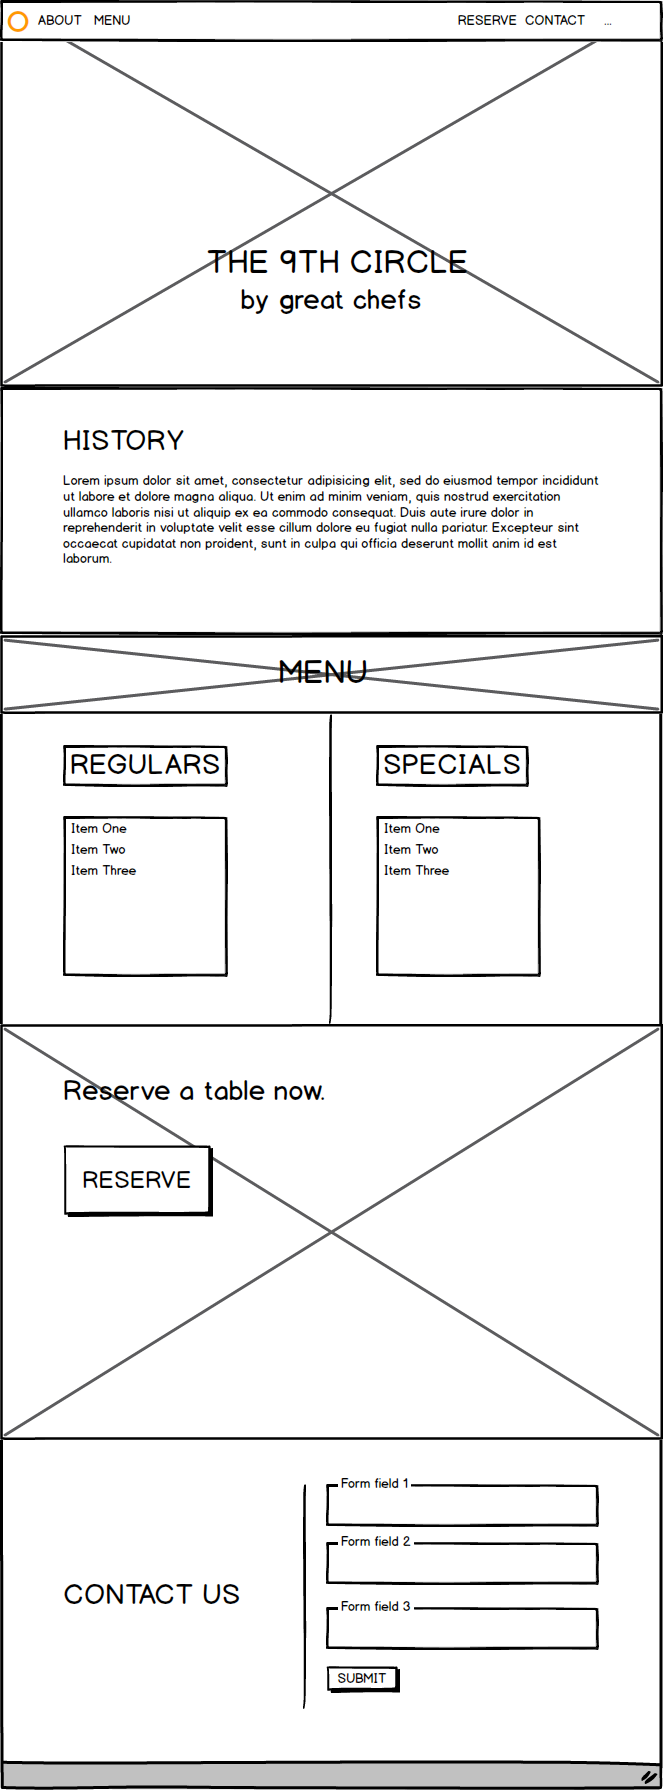 ABOUT MENU RESERVE CONTACT ...
THE 9TH CIRCLE
by great chefs
HISTORY
Lorem ipsum dolor sit amet, consectetur adipisicing elit, sed do eiusmod tempor incididunt
ut labore et dolore magna aliqua. Ut enim ad minim veniam, quis nostrud exercitation
ullamco laboris nisi ut aliquip ex ea commodo consequat. Duis aute irure dolor in
reprehenderit in voluptate velit esse cillum dolore eu fugiat nulla pariatur. Excepteur sint
occaecat cupidatat non proident, sunt in culpa qui officia deserunt mollit anim id est
laborum.
MENU
REGULARS
Item One
Item Two
Item Three
SPECIALS
Item One
Item Two
Item Three
Reserve a table now.
RESERVE
CONTACT US
Form field 1
Form field 2
Form field 3
SUBMIT